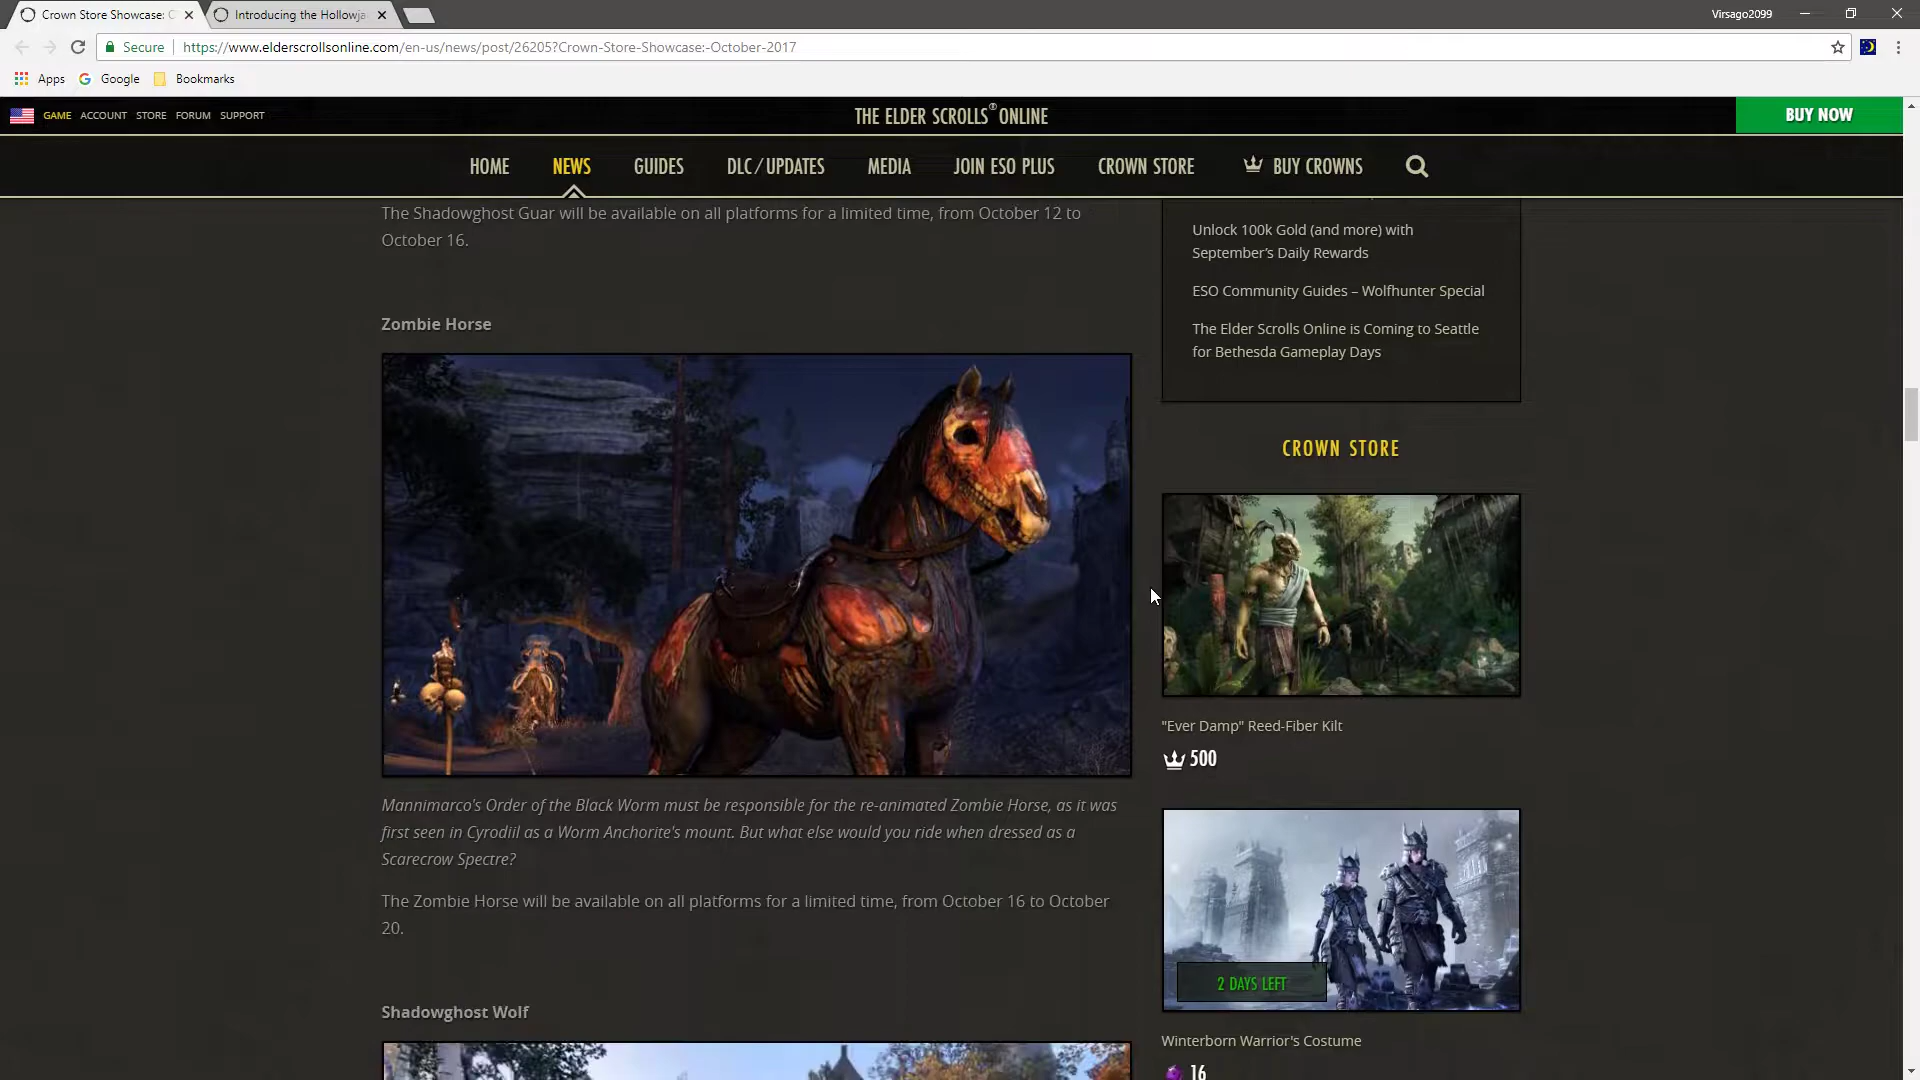 Crown Store Showcase: O
Introducing the Hollowja
Virsago2099
Secure
https://www.elderscrollsonline.com/en-us/news/post/26205?Crown-Store-Showcase:-October-2017
Apps
Google
Bookmarks
GAME ACCOUNT STORE FORUM SUPPORT
THE ELDER SCROLLS® ONLINE
BUY NOW
HOME NEWS GUIDES DLC/UPDATES MEDIA JOIN ESO PLUS CROWN STORE BUY CROWNS
The Shadowghost Guar will be available on all platforms for a limited time, from October 12 to
October 16.
Zombie Horse
Mannimarco's Order of the Black Worm must be responsible for the re-animated Zombie Horse, as it was
first seen in Cyrodiil as a Worm Anchorite's mount. But what else would you ride when dressed as a
Scarecrow Spectre?
The Zombie Horse will be available on all platforms for a limited time, from October 16 to October
20.
Shadowghost Wolf
Unlock 100k Gold (and more) with
September's Daily Rewards
ESO Community Guides – Wolfhunter Special
The Elder Scrolls Online is Coming to Seattle
for Bethesda Gameplay Days
CROWN STORE
"Ever Damp" Reed-Fiber Kilt
500
2 DAYS LEFT
Winterborn Warrior's Costume
16